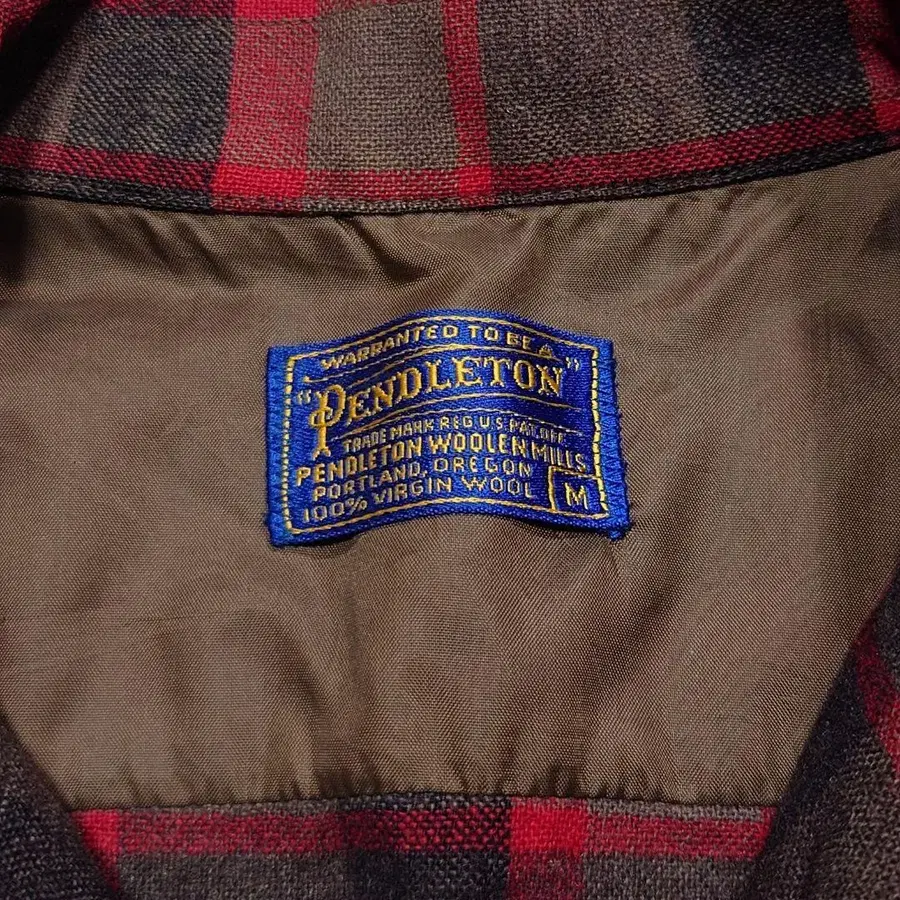 WARRANTED TO BE A
"PENDLETON"
TRADE MARK REG U.S. PAT. OFF.
PENDLETON WOOLEN MILLS
PORTLAND, OREGON
100% VIRGIN WOOL M